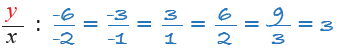 y/x : -6/-2 = -3/-1 = 3/1 = 6/2 = 9/3 = 3